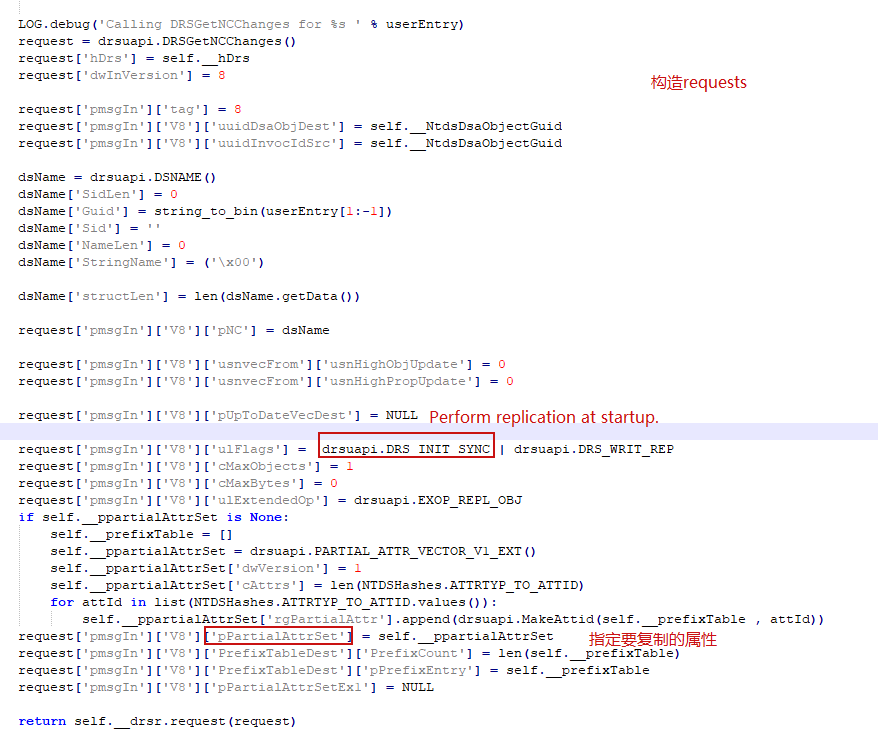 LOG.debug('Calling DRSGetNCChanges for %s ' % userEntry)
request = drsuapi.DRSGetNCChanges()
request['hDrs'] = self.__hDrs
request['dwInVersion'] = 8
构造requests
request['pmsgIn']['tag'] = 8
request['pmsgIn']['V8']['uuidDsaObjDest'] = self.__NtdsDsaObjectGuid
request['pmsgIn']['V8']['uuidInvocIdSrc'] = self.__NtdsDsaObjectGuid
dsName = drsuapi.DSNAME()
dsName['SidLen'] = 0
dsName['Guid'] = string_to_bin(userEntry[1:-1])
dsName['Sid'] = ''
dsName['NameLen'] = 0
dsName['StringName'] = ('\x00')
dsName['structLen'] = len(dsName.getData())
request['pmsgIn']['V8']['pNC'] = dsName
request['pmsgIn']['V8']['usnvecFrom']['usnHighObjUpdate'] = 0
request['pmsgIn']['V8']['usnvecFrom']['usnHighPropUpdate'] = 0
request['pmsgIn']['V8']['pUpToDateVecDest'] = NULL Perform replication at startup.
request['pmsgIn']['V8']['ulFlags'] = drsuapi.DRS_INIT_SYNC | drsuapi.DRS_WRIT_REP
request['pmsgIn']['V8']['cMaxObjects'] = 1
request['pmsgIn']['V8']['cMaxBytes'] = 0
request['pmsgIn']['V8']['ulExtendedOp'] = drsuapi.EXOP_REPL_OBJ
if self.__ppartialAttrSet is None:
self.__prefixTable = []
self.__ppartialAttrSet = drsuapi.PARTIAL_ATTR_VECTOR_V1_EXT()
self.__ppartialAttrSet['dwVersion'] = 1
self.__ppartialAttrSet['cAttrs'] = len(NTDSHashes.ATTRTYP_TO_ATTID)
for attId in list(NTDSHashes.ATTRTYP_TO_ATTID.values()):
self.__ppartialAttrSet['rgPartialAttr'].append(drsuapi.MakeAttid(self.__prefixTable , attId))
request['pmsgIn']['V8']['pPartialAttrSet'] = self.__ppartialAttrSet 指定要复制的属性
request['pmsgIn']['V8']['PrefixTableDest']['PrefixCount'] = len(self.__prefixTable)
request['pmsgIn']['V8']['PrefixTableDest']['pPrefixEntry'] = self.__prefixTable
request['pmsgIn']['V8']['pPartialAttrSetEx1'] = NULL
return self.__drsr.request(request)